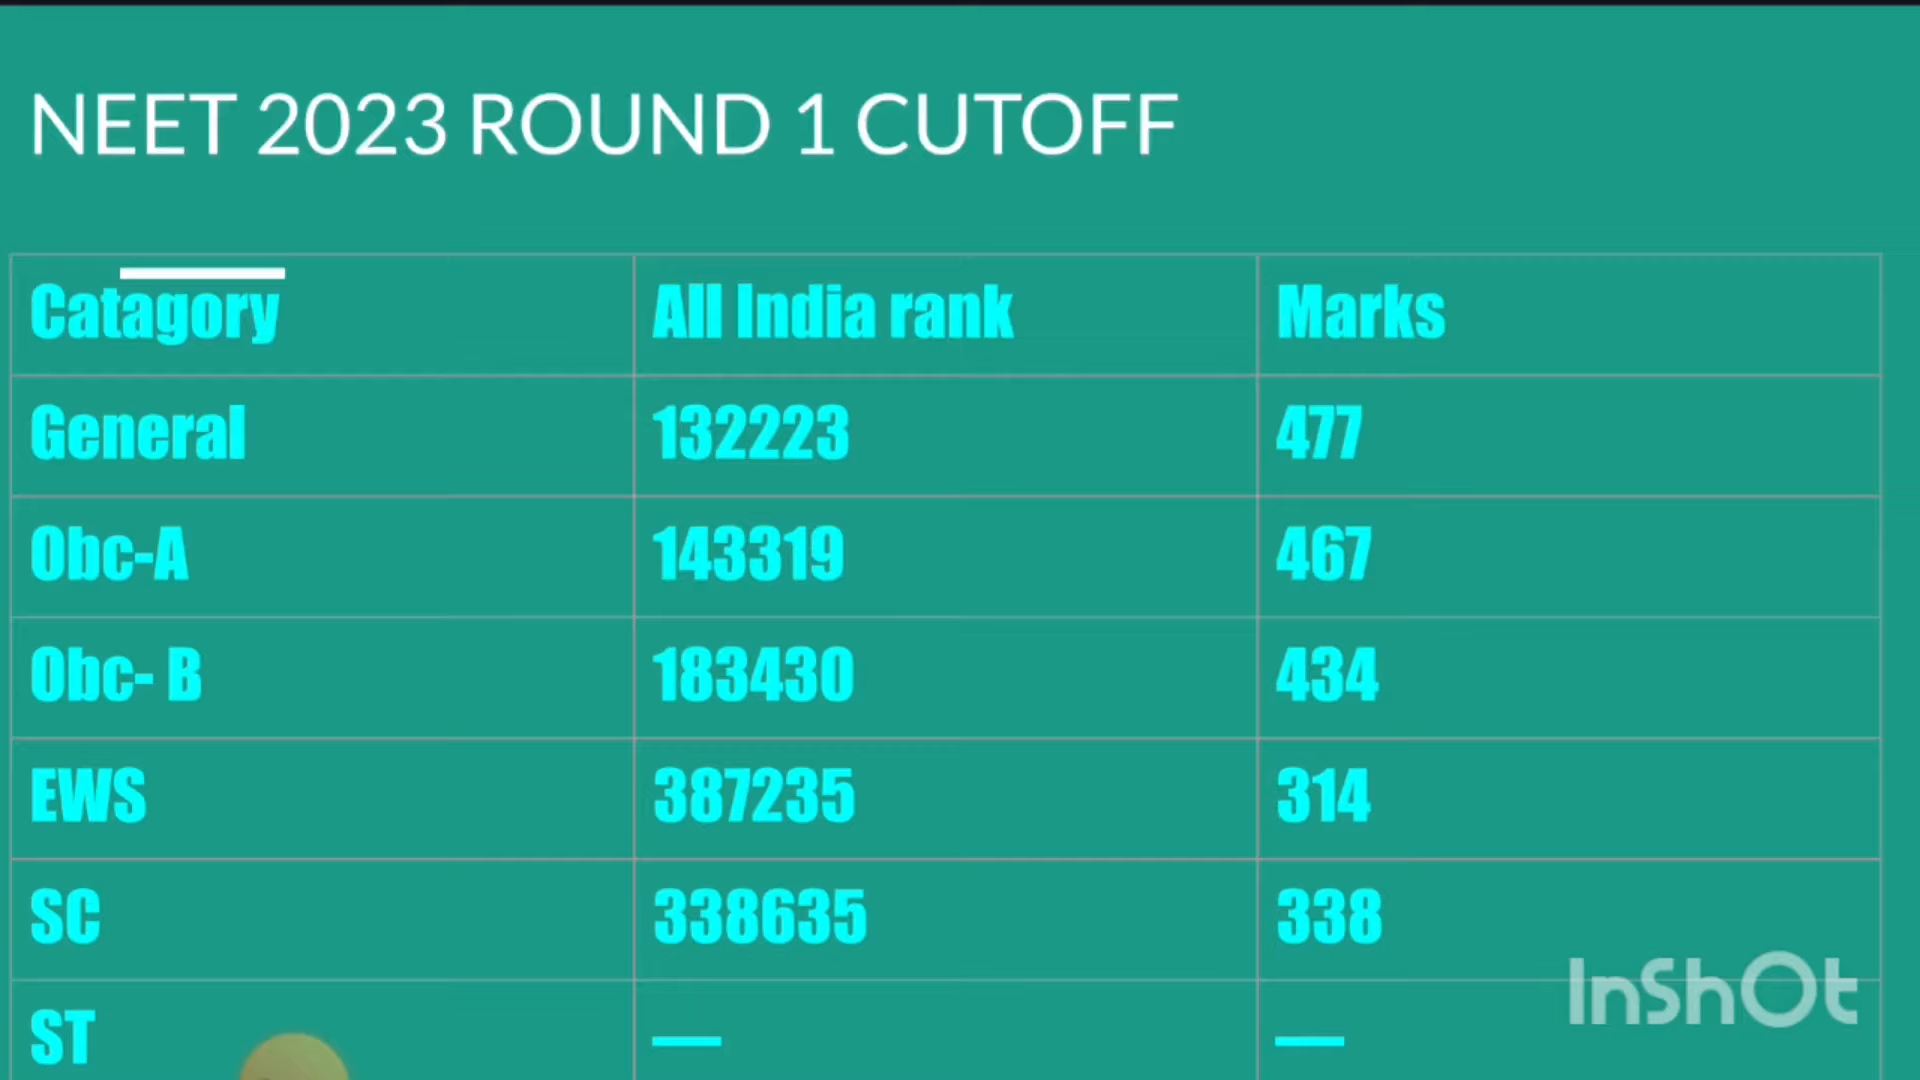 NEET 2023 ROUND 1 CUTOFF
Catagory All India rank Marks
General 132223 477
Obc-A 143319 467
Obc- B 183430 434
EWS 387235 314
SC 338635 338
ST — —
InShOt